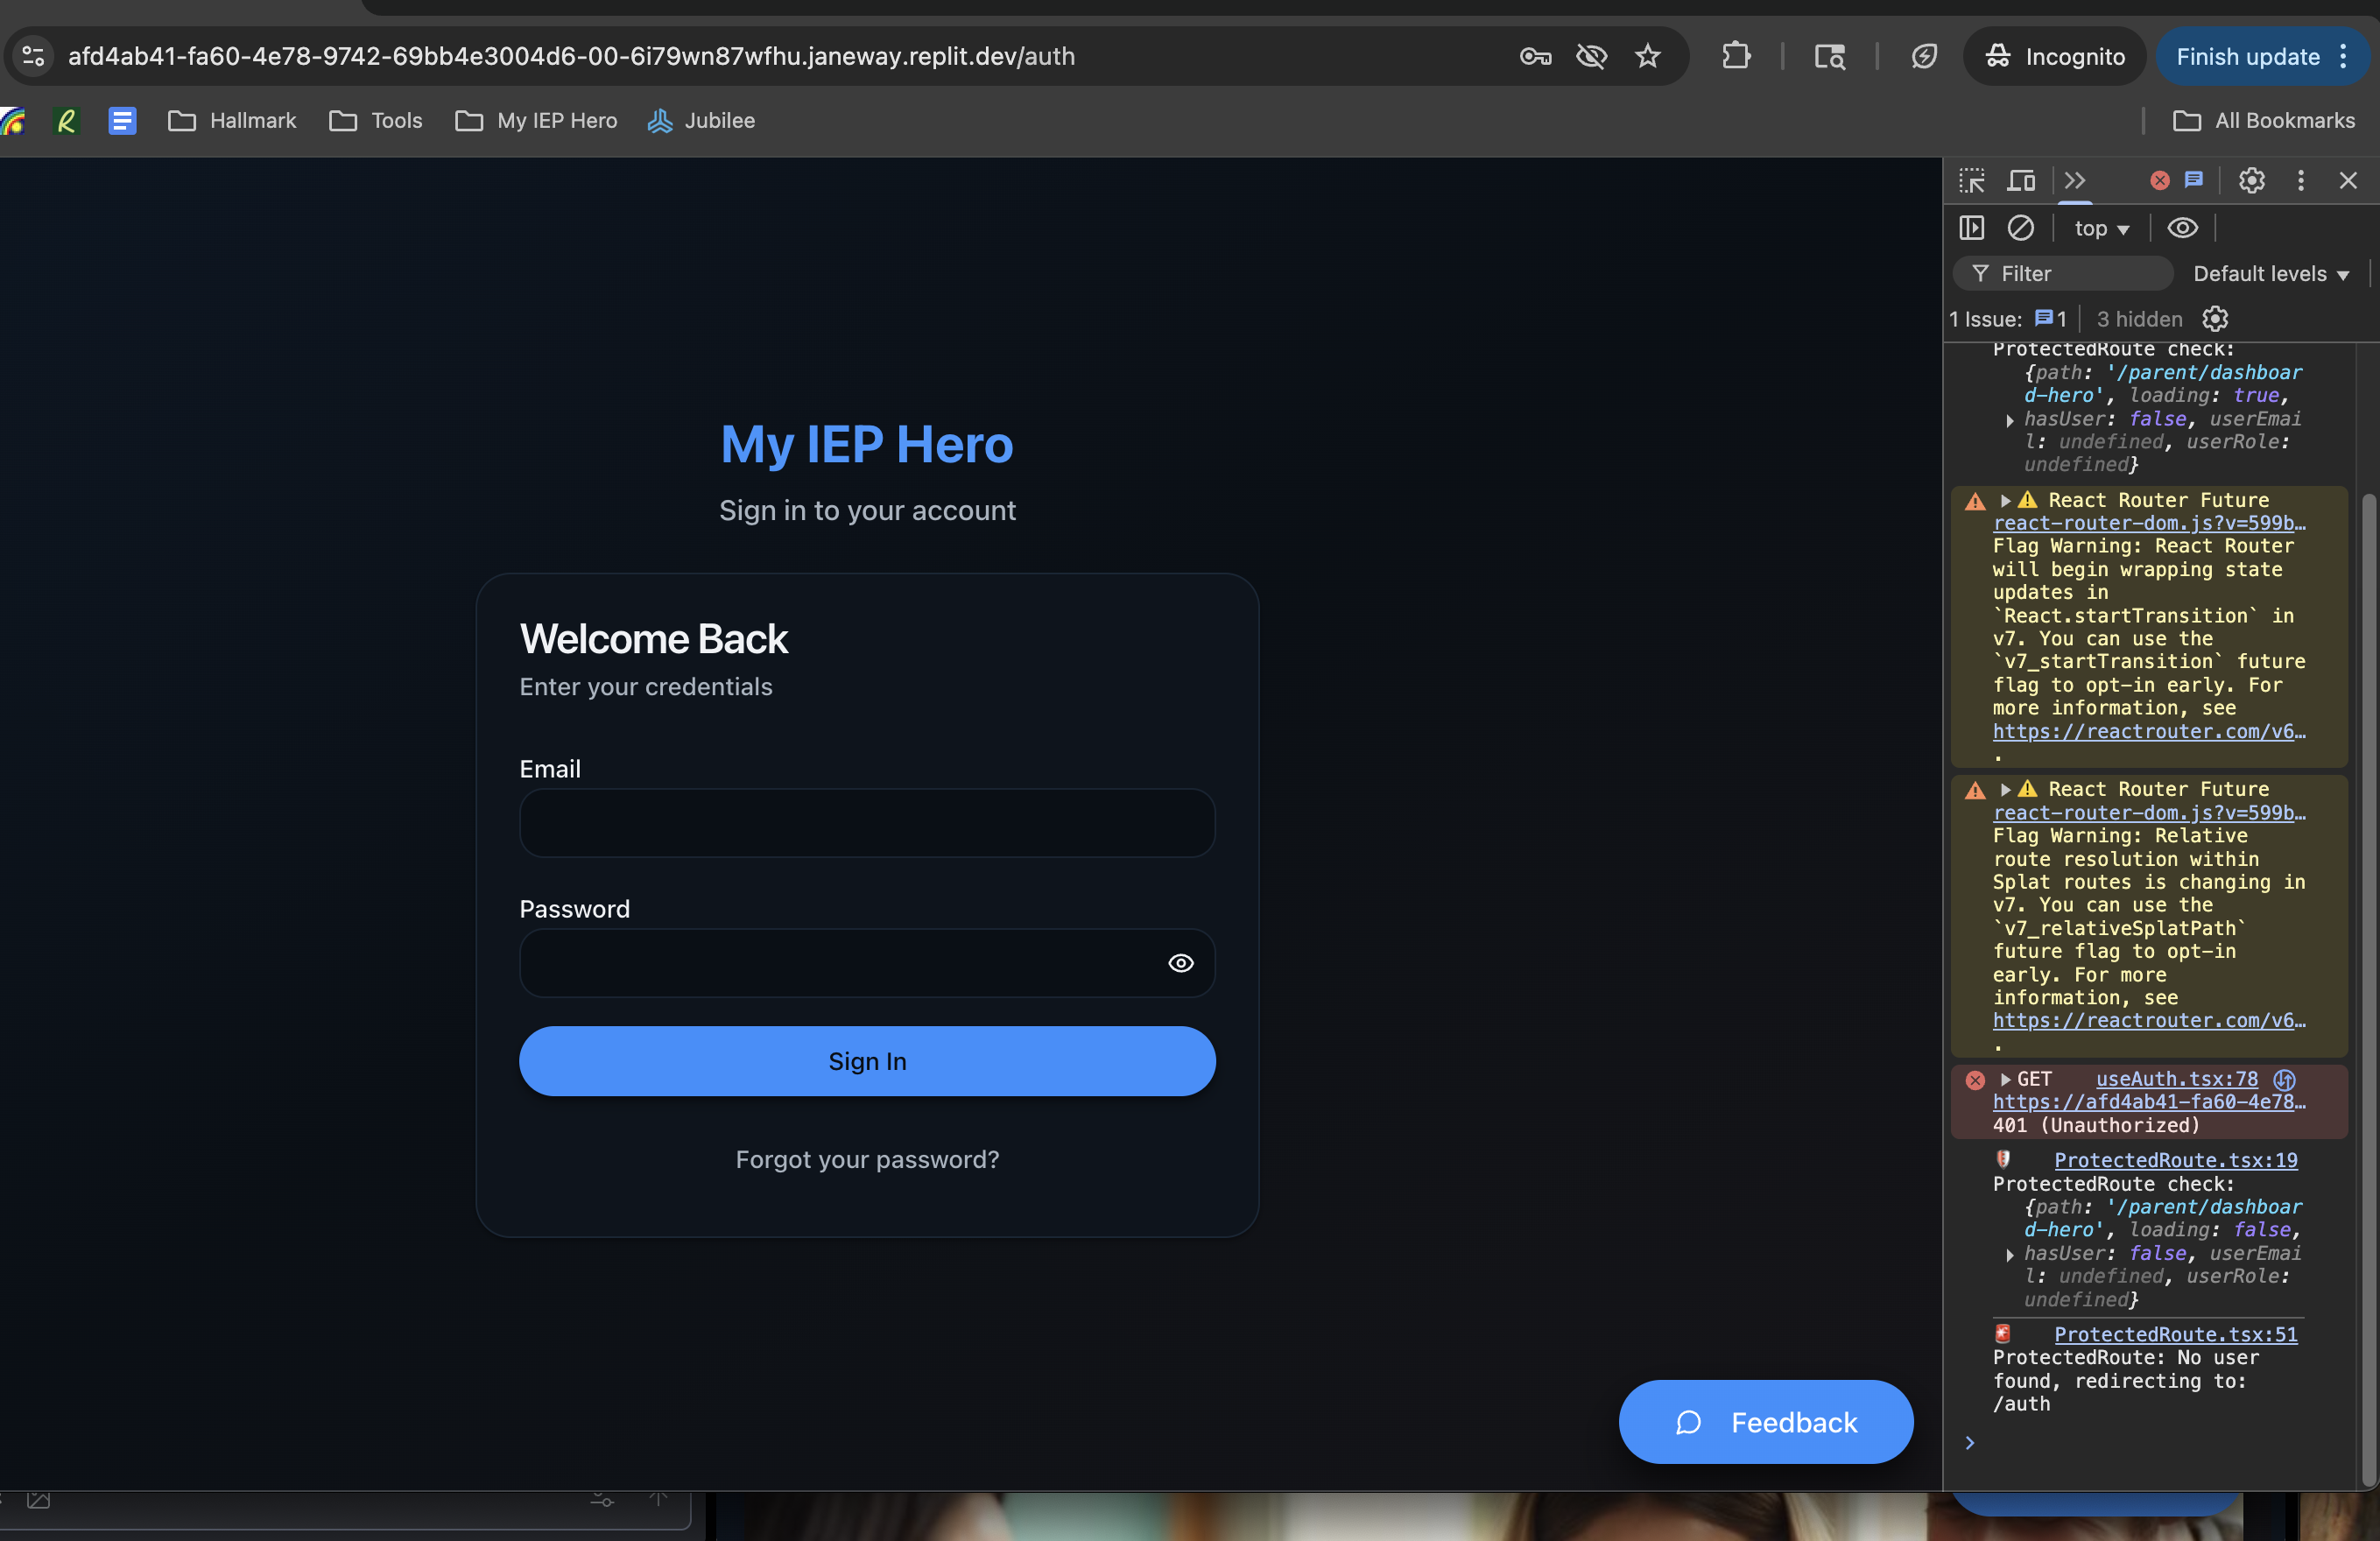 afd4ab41-fa60-4e78-9742-69bb4e3004d6-00-6i79wn87wfhu.janeway.replit.dev/auth
Incognito
Finish update
Hallmark
Tools
My IEP Hero
Jubilee
All Bookmarks
My IEP Hero
Sign in to your account
Welcome Back
Enter your credentials
Email
Password
Sign In
Forgot your password?
Feedback
top
Filter
Default levels
1 Issue: 1
3 hidden
ProtectedRoute check:
{path: '/parent/dashboar
d-hero', loading: true,
hasUser: false, userEmai
l: undefined, userRole:
undefined}
React Router Future
react-router-dom.js?v=599b…
Flag Warning: React Router
will begin wrapping state
updates in
`React.startTransition` in
v7. You can use the
`v7_startTransition` future
flag to opt-in early. For
more information, see
https://reactrouter.com/v6…
.
React Router Future
react-router-dom.js?v=599b…
Flag Warning: Relative
route resolution within
Splat routes is changing in
v7. You can use the
`v7_relativeSplatPath`
future flag to opt-in
early. For more
information, see
https://reactrouter.com/v6…
.
GET useAuth.tsx:78
https://afd4ab41-fa60-4e78…
401 (Unauthorized)
ProtectedRoute.tsx:19
ProtectedRoute check:
{path: '/parent/dashboar
d-hero', loading: false,
hasUser: false, userEmai
l: undefined, userRole:
undefined}
ProtectedRoute.tsx:51
ProtectedRoute: No user
found, redirecting to:
/auth